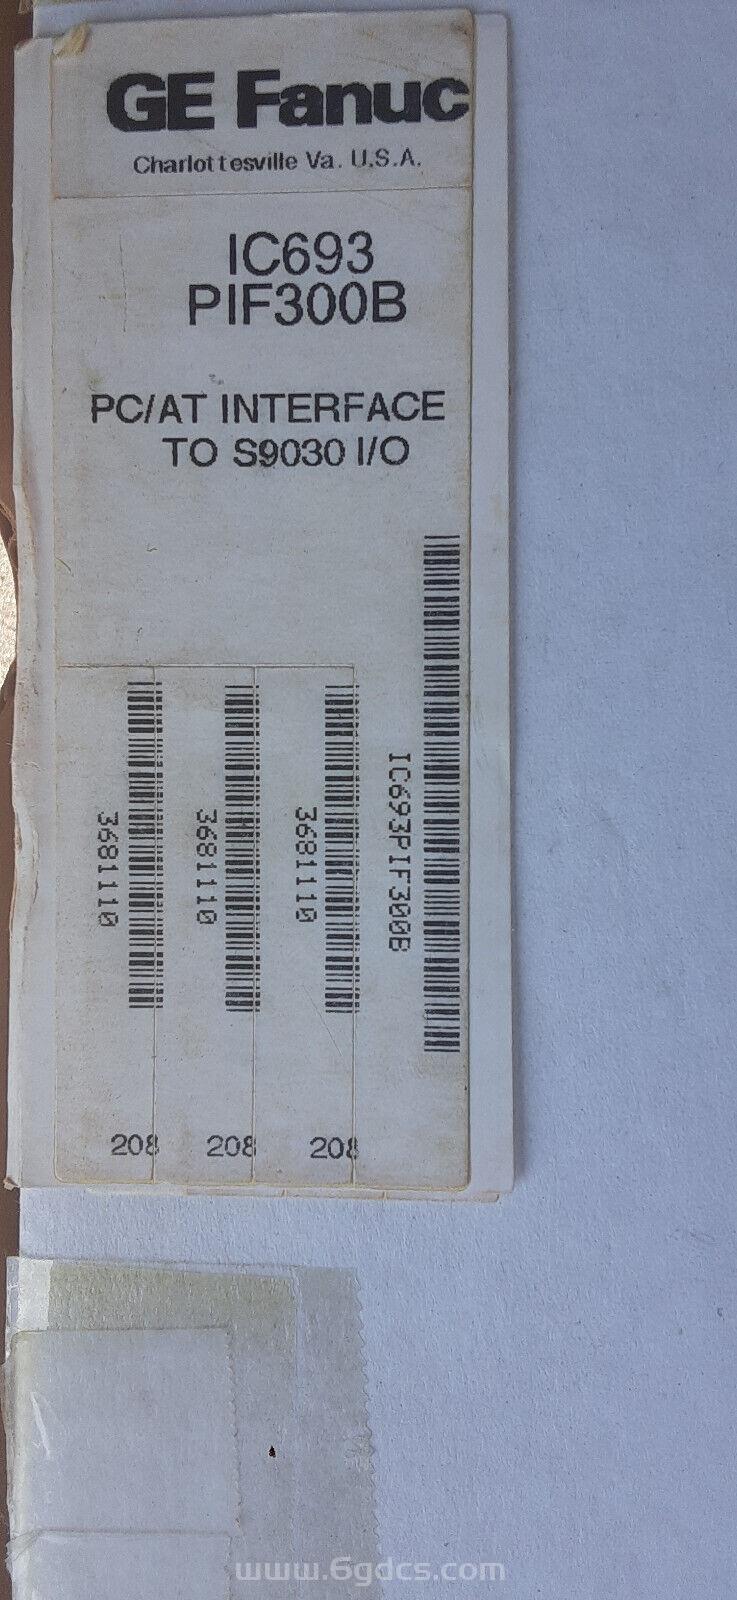 GE Fanuc
Charlottesville Va. U.S.A.
IC693
PIF300B
PC/AT INTERFACE
TO S9030 I/O
3681110
3681110
3681110
IC693PIF300B
208
208
208
www.6gdcs.com